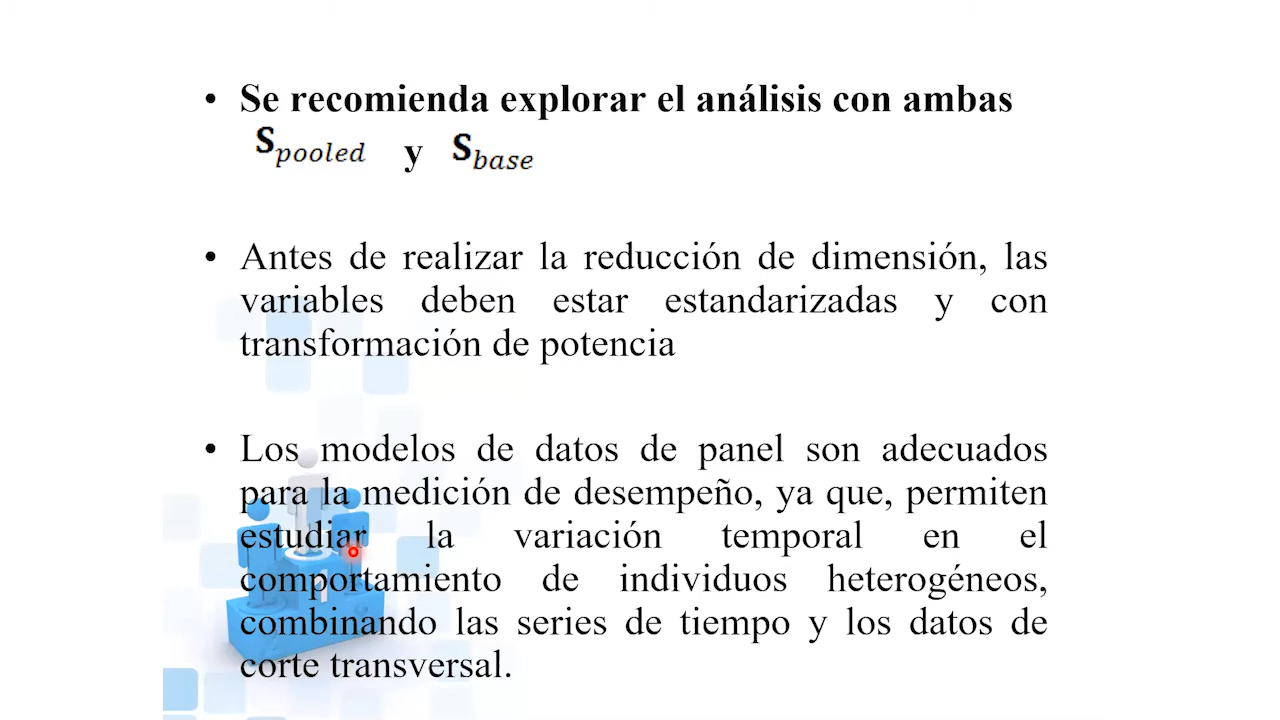 • Se recomienda explorar el análisis con ambas
S_pooled y S_base
• Antes de realizar la reducción de dimensión, las
variables deben estar estandarizadas y con
transformación de potencia
• Los modelos de datos de panel son adecuados
para la medición de desempeño, ya que, permiten
estudiar la variación temporal en el
comportamiento de individuos heterogéneos,
combinando las series de tiempo y los datos de
corte transversal.